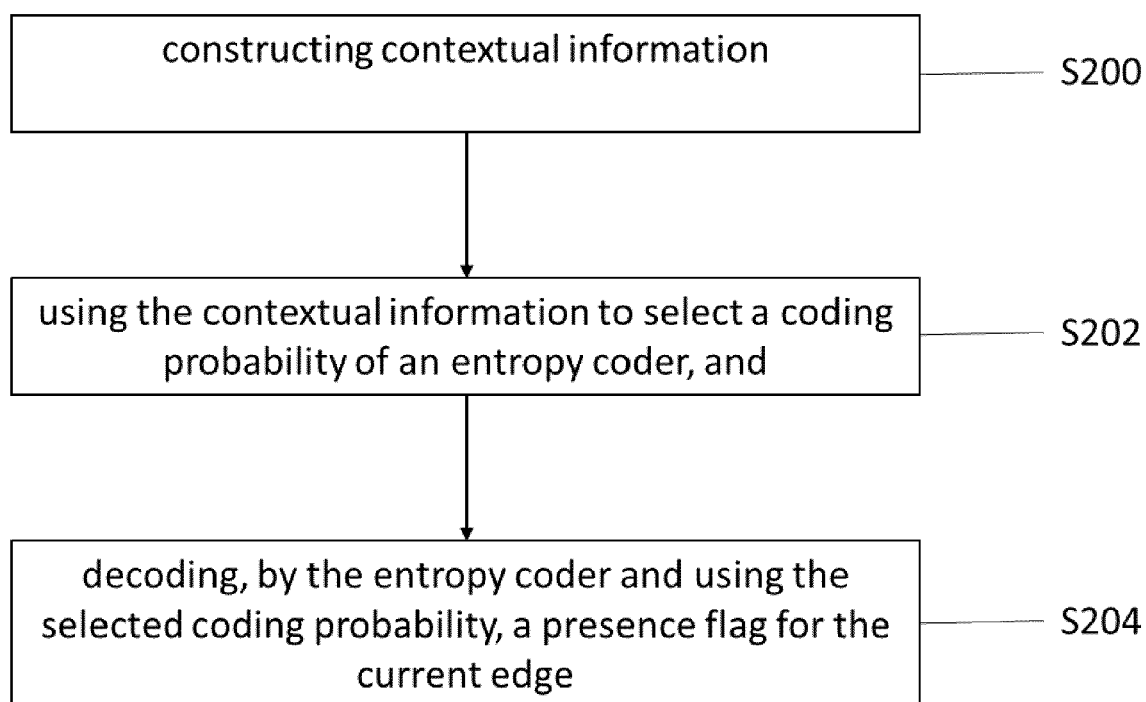 constructing contextual information
S200
using the contextual information to select a coding
probability of an entropy coder, and
S202
decoding, by the entropy coder and using the
selected coding probability, a presence flag for the
current edge
S204